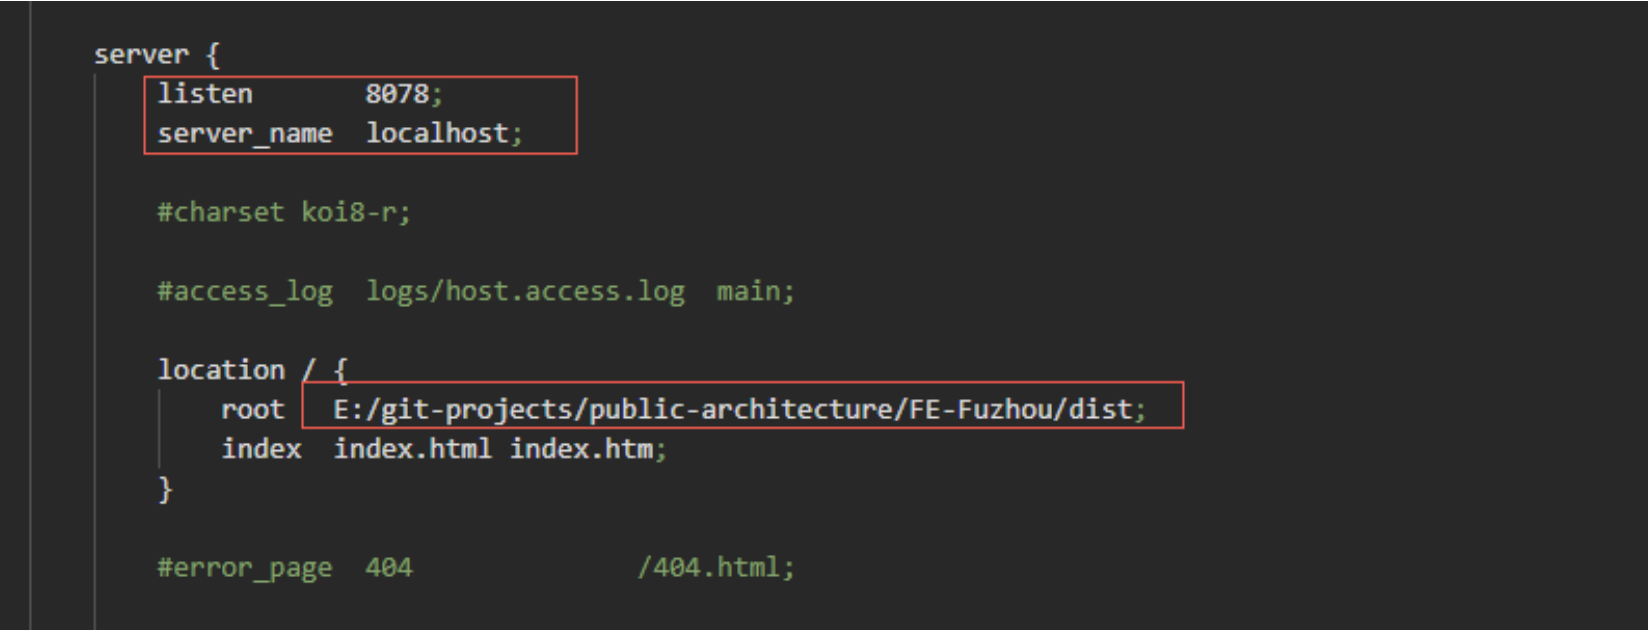 server {
listen 8078;
server_name localhost;
#charset koi8-r;
#access_log logs/host.access.log main;
location / {
root E:/git-projects/public-architecture/FE-Fuzhou/dist;
index index.html index.htm;
}
#error_page 404 /404.html;